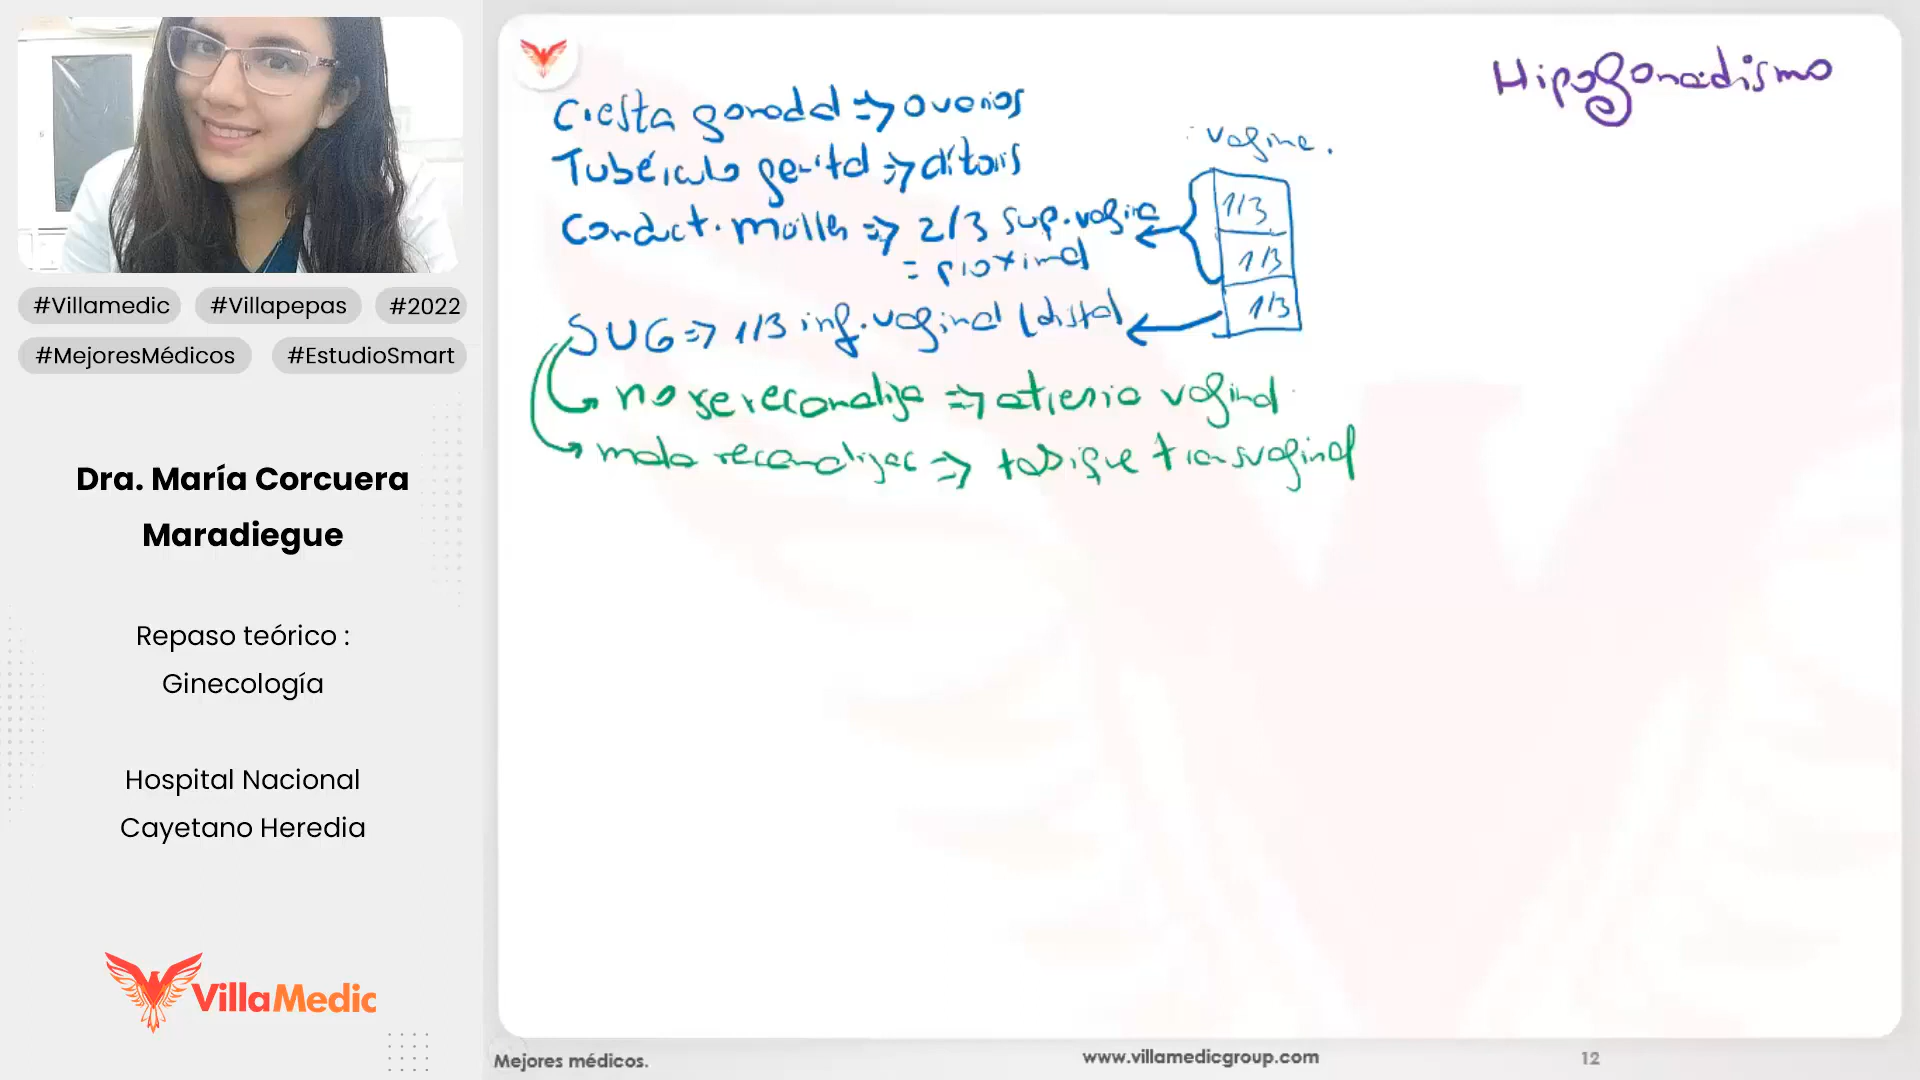 #Villamedic #Villapepas #2022
#MejoresMédicos #EstudioSmart
Dra. María Corcuera
Maradiegue
Repaso teórico :
Ginecología
Hospital Nacional
Cayetano Heredia
VillaMedic
Hipogonadismo
Cresta gonadal => ovarios
Tubérculo genital => clítoris
Conduct. müller => 2/3 sup. vagina
= proximal
SUG => 1/3 inf. vaginal (distal)
no se recanaliza => atresia vaginal
mala recanalizac => tabique transvaginal
: vagina.
1/3
1/3
1/3
Mejores médicos.
www.villamedicgroup.com
12